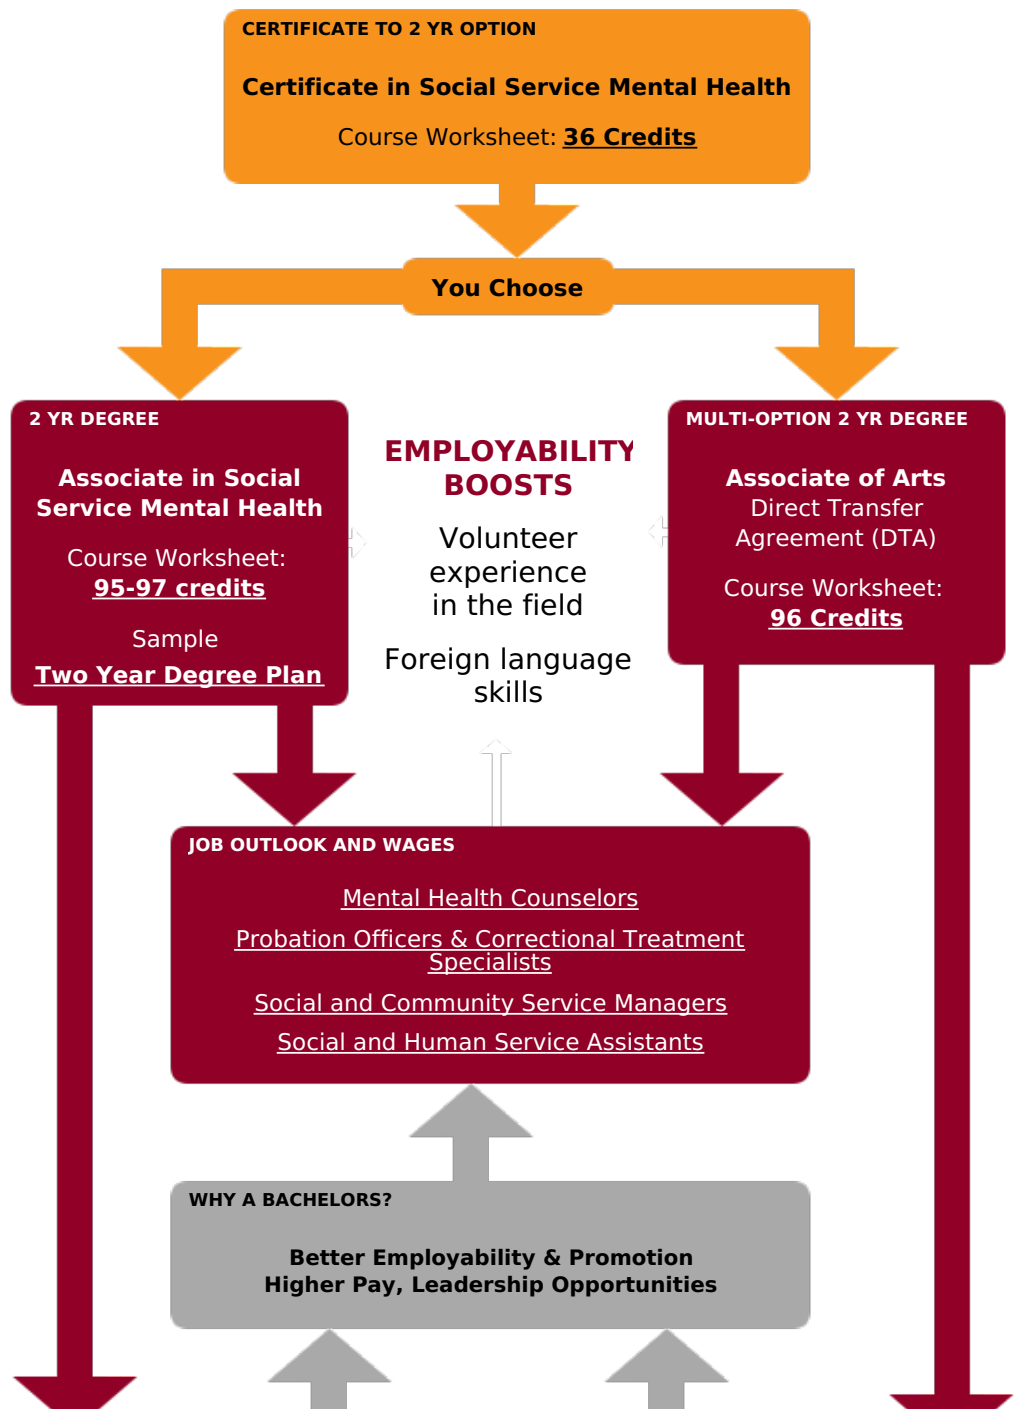 CERTIFICATE TO 2 YR OPTION
Certificate in Social Service Mental Health
Course Worksheet: 36 Credits
You Choose
2 YR DEGREE
Associate in Social
Service Mental Health
Course Worksheet:
95-97 credits
Sample
Two Year Degree Plan
EMPLOYABILITY
BOOSTS
Volunteer
experience
in the field
Foreign language
skills
MULTI-OPTION 2 YR DEGREE
Associate of Arts
Direct Transfer
Agreement (DTA)
Course Worksheet:
96 Credits
JOB OUTLOOK AND WAGES
Mental Health Counselors
Probation Officers & Correctional Treatment
Specialists
Social and Community Service Managers
Social and Human Service Assistants
WHY A BACHELORS?
Better Employability & Promotion
Higher Pay, Leadership Opportunities